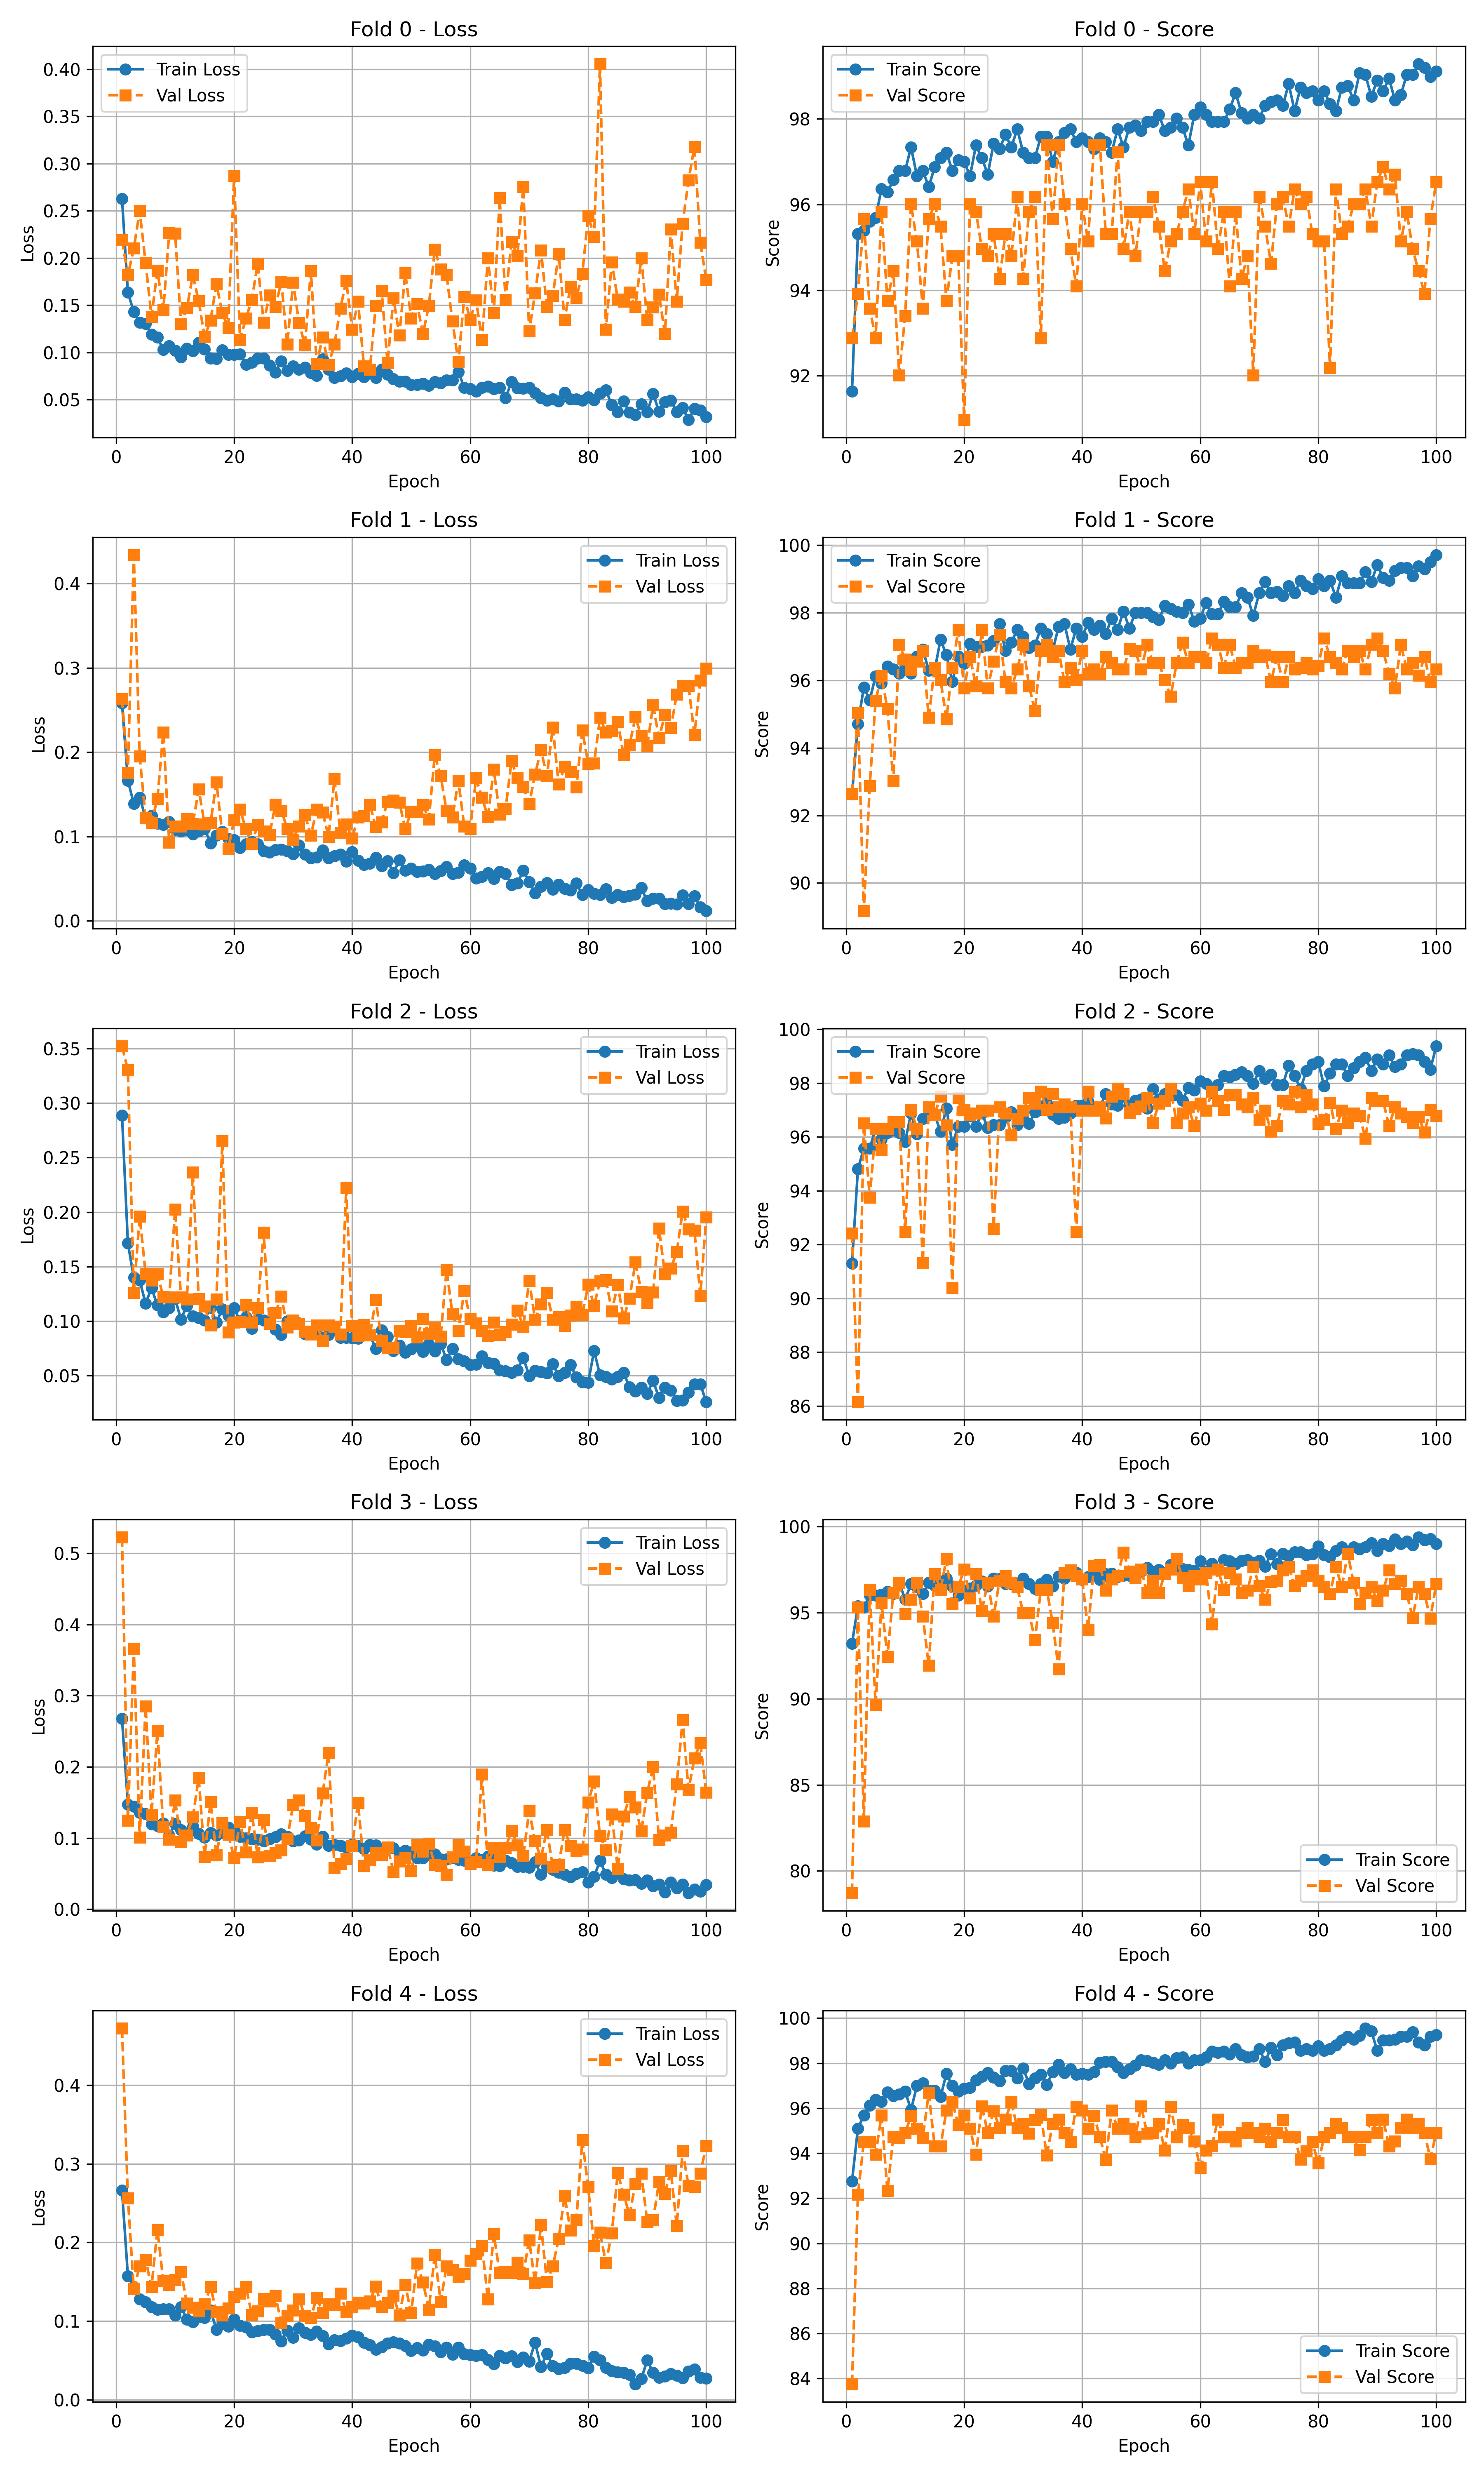 Fold 0 - Loss
Train Loss
Val Loss
0.40
0.35
0.30
0.25
0.20
0.15
0.10
0.05
Loss
0 20 40 60 80 100
Epoch
Fold 0 - Score
Train Score
Val Score
98
96
94
92
Score
0 20 40 60 80 100
Epoch
Fold 1 - Loss
Train Loss
Val Loss
0.4
0.3
0.2
0.1
0.0
Loss
0 20 40 60 80 100
Epoch
Fold 1 - Score
Train Score
Val Score
100
98
96
94
92
90
Score
0 20 40 60 80 100
Epoch
Fold 2 - Loss
Train Loss
Val Loss
0.35
0.30
0.25
0.20
0.15
0.10
0.05
Loss
0 20 40 60 80 100
Epoch
Fold 2 - Score
Train Score
Val Score
100
98
96
94
92
90
88
86
Score
0 20 40 60 80 100
Epoch
Fold 3 - Loss
Train Loss
Val Loss
0.5
0.4
0.3
0.2
0.1
0.0
Loss
0 20 40 60 80 100
Epoch
Fold 3 - Score
100
95
90
85
80
Score
Train Score
Val Score
0 20 40 60 80 100
Epoch
Fold 4 - Loss
Train Loss
Val Loss
0.4
0.3
0.2
0.1
0.0
Loss
0 20 40 60 80 100
Epoch
Fold 4 - Score
100
98
96
94
92
90
88
86
84
Score
Train Score
Val Score
0 20 40 60 80 100
Epoch